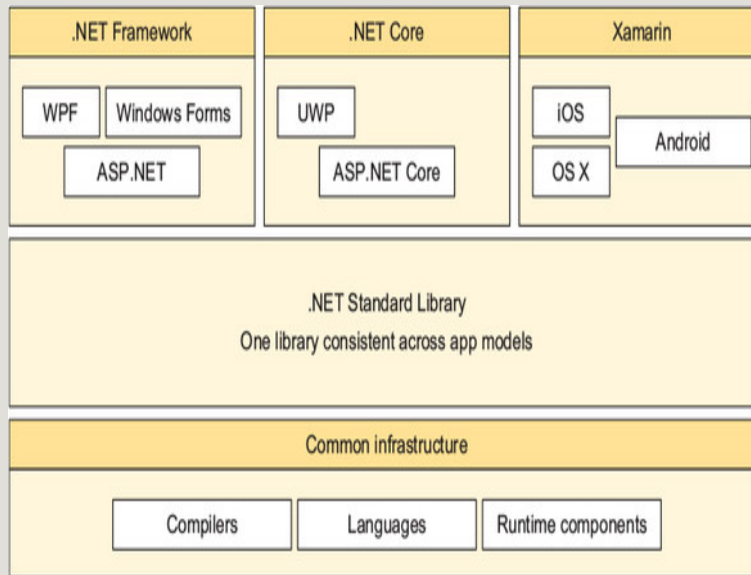 .NET Framework
.NET Core
Xamarin
WPF
Windows Forms
ASP.NET
UWP
ASP.NET Core
iOS
Android
OS X
.NET Standard Library
One library consistent across app models
Common infrastructure
Compilers
Languages
Runtime components